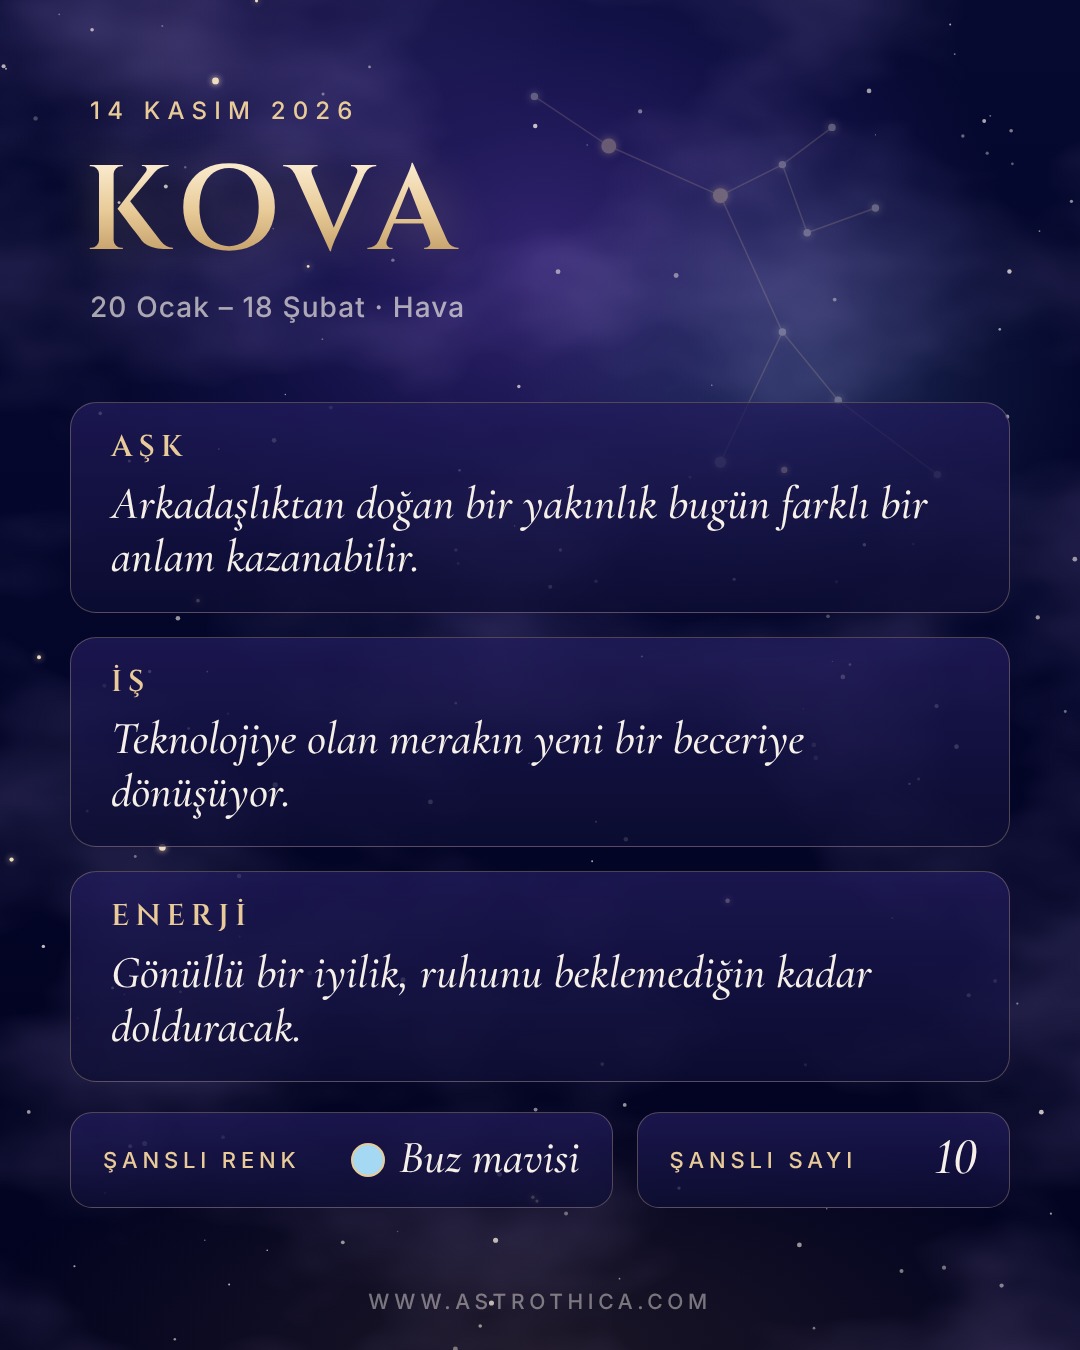 14 KASIM 2026
KOVA
20 Ocak – 18 Şubat · Hava
AŞK
Arkadaşlıktan doğan bir yakınlık bugün farklı bir
anlam kazanabilir.
İŞ
Teknolojiye olan merakın yeni bir beceriye
dönüşüyor.
ENERJİ
Gönüllü bir iyilik, ruhunu beklemediğin kadar
dolduracak.
ŞANSLI RENK Buz mavisi
ŞANSLI SAYI 10
WWW.ASTROTHICA.COM